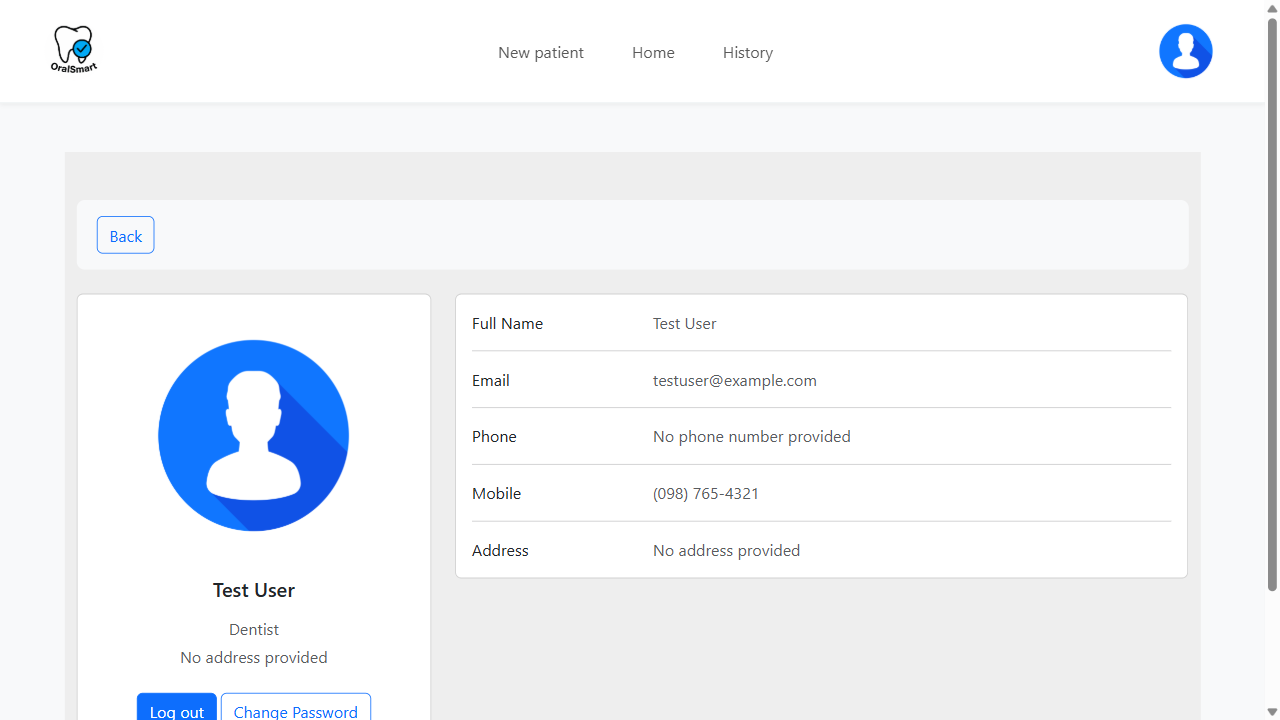 OralSmart
New patient Home History
Back
Full Name Test User
Email testuser@example.com
Phone No phone number provided
Mobile (098) 765-4321
Address No address provided
Test User
Dentist
No address provided
Log out Change Password